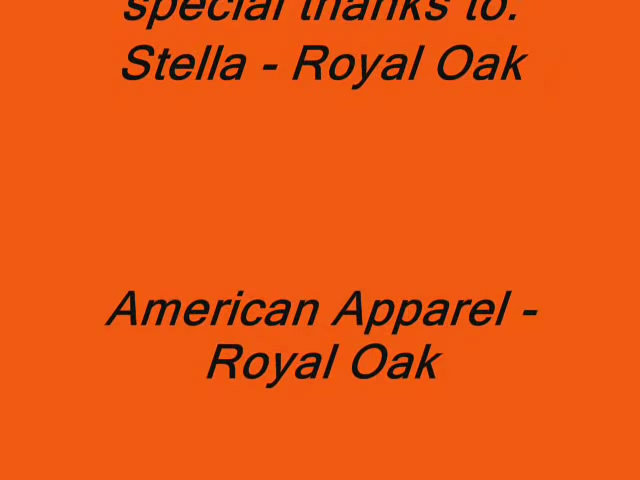 special thanks to:
Stella - Royal Oak
American Apparel -
Royal Oak